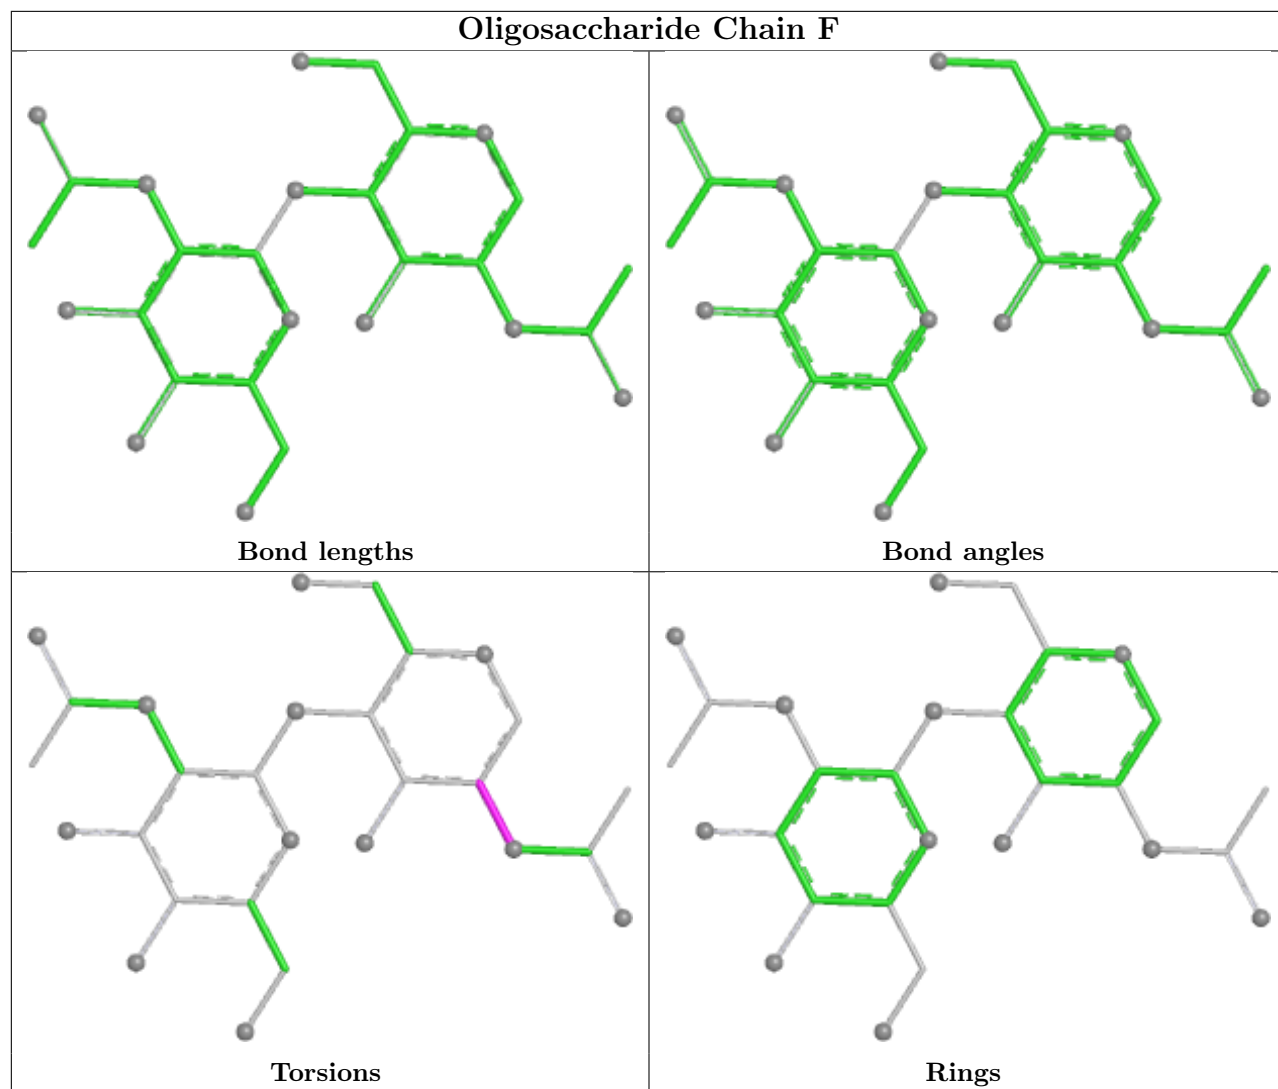 Oligosaccharide Chain F
Bond lengths
Bond angles
Torsions
Rings